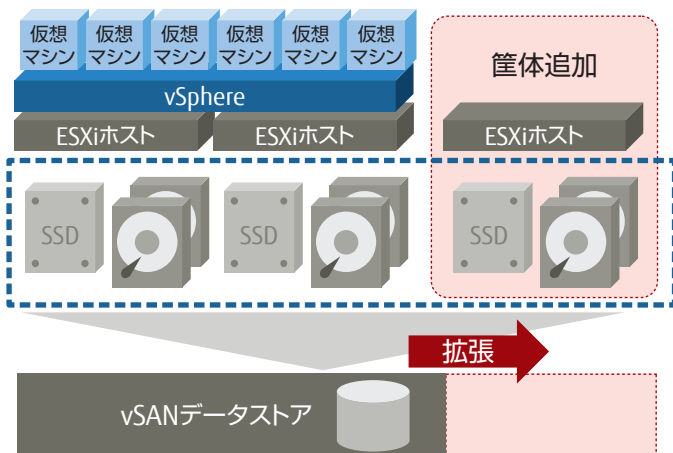 仮想
マシン
仮想
マシン
仮想
マシン
仮想
マシン
仮想
マシン
仮想
マシン
筐体追加
vSphere
ESXiホスト
ESXiホスト
ESXiホスト
SSD
SSD
SSD
拡張
vSANデータストア